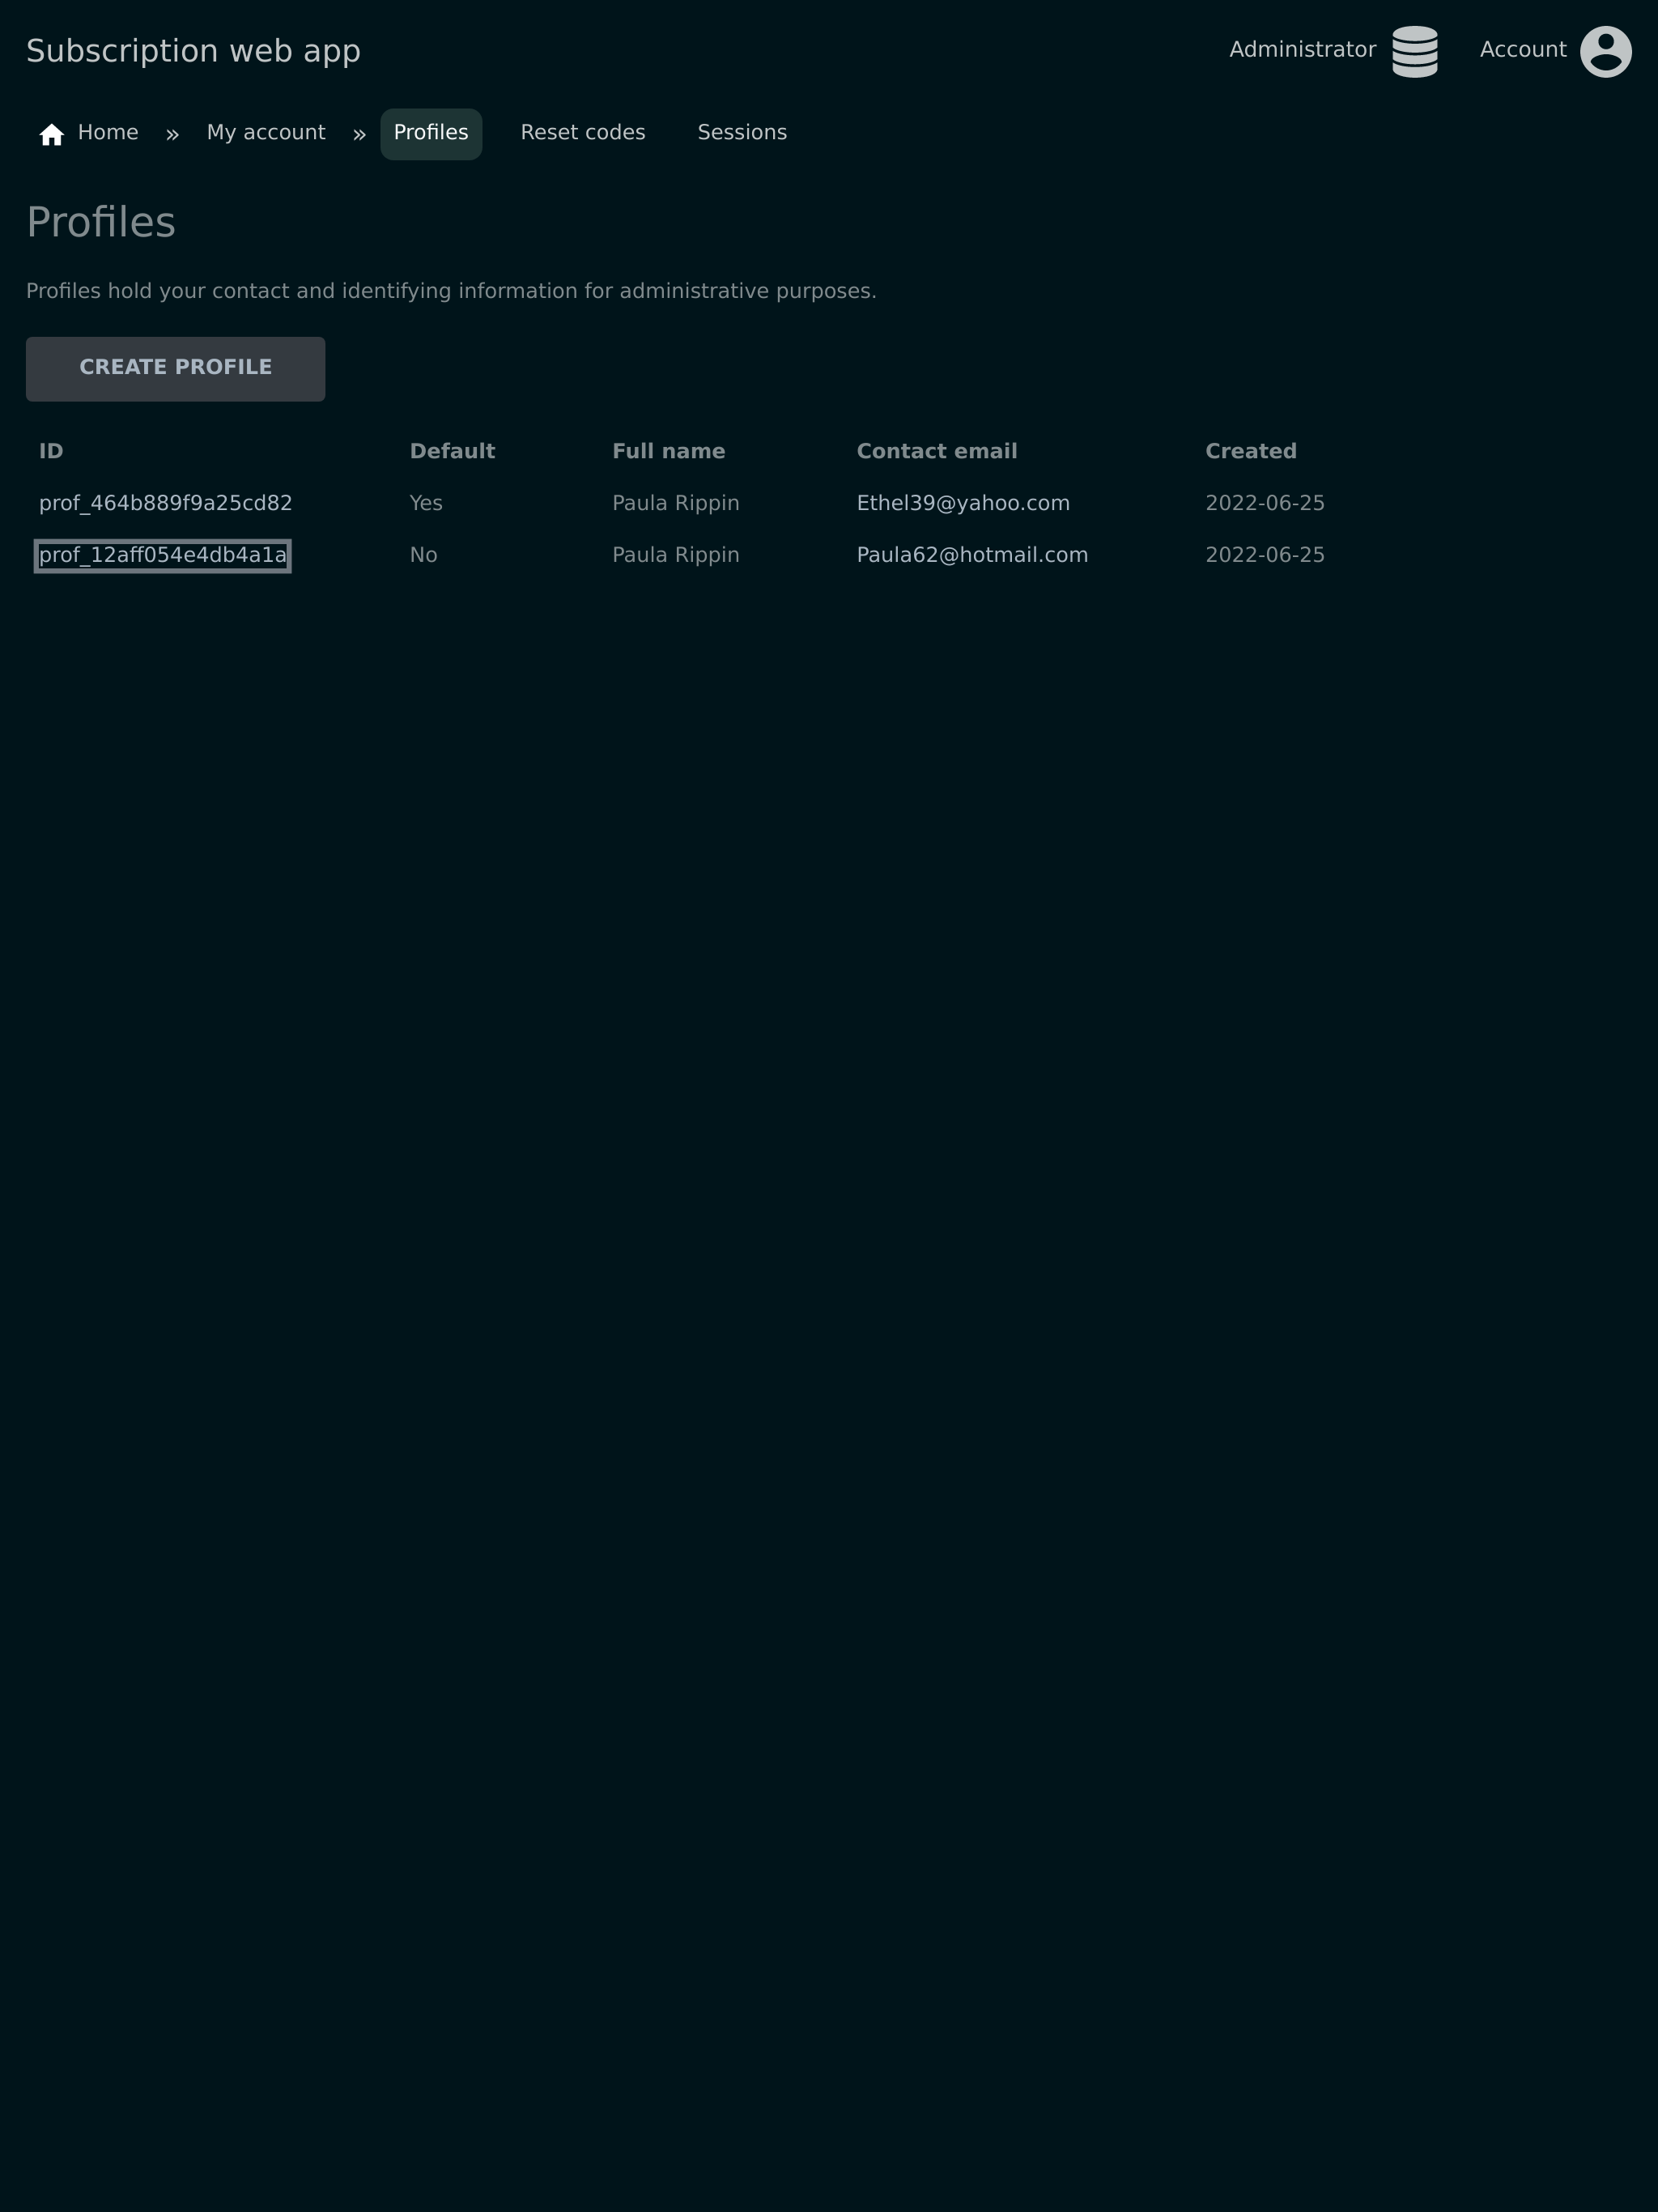 Subscription web app Administrator Account
Home » My account » Profiles Reset codes Sessions
Profiles
Profiles hold your contact and identifying information for administrative purposes.
CREATE PROFILE
ID Default Full name Contact email Created
prof_464b889f9a25cd82 Yes Paula Rippin Ethel39@yahoo.com 2022-06-25
prof_12aff054e4db4a1a No Paula Rippin Paula62@hotmail.com 2022-06-25